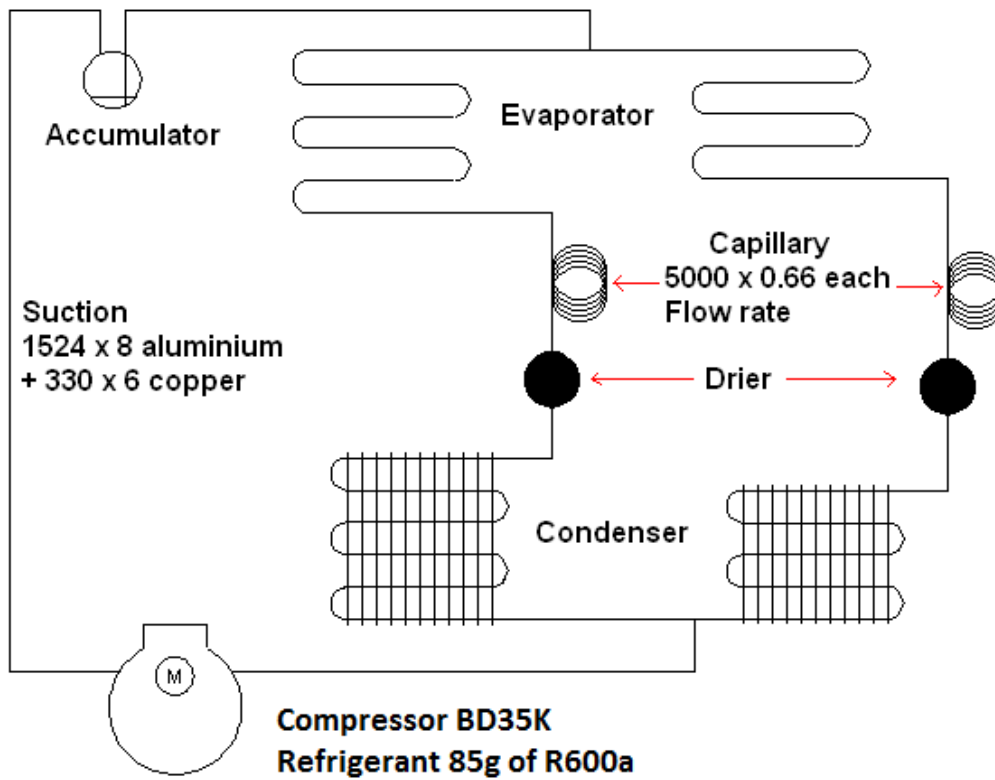 Accumulator
Evaporator
Capillary
5000 x 0.66 each
Flow rate
Suction
1524 x 8 aluminium
+ 330 x 6 copper
Drier
Condenser
M
Compressor BD35K
Refrigerant 85g of R600a